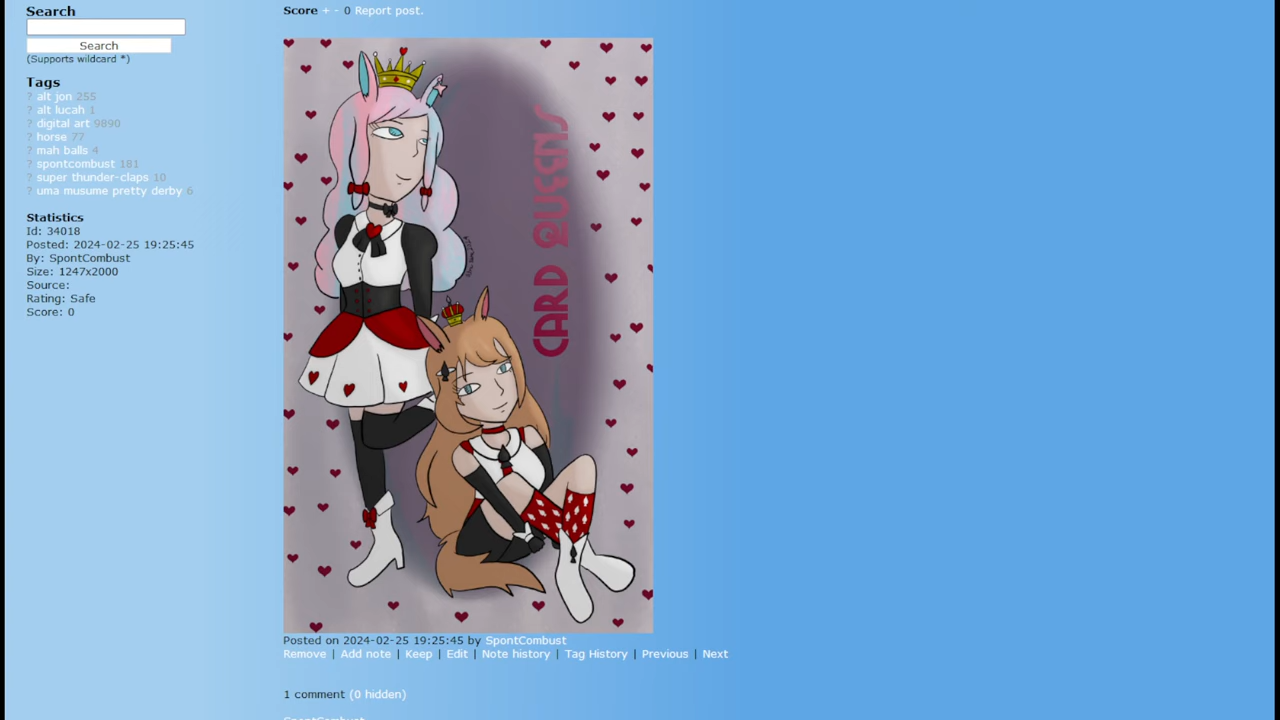 Search
Search
(Supports wildcard *)
Tags
? alt jon 255
? alt lucah 1
? digital art 9890
? horse 77
? mah balls 4
? spontcombust 181
? super thunder-claps 10
? uma musume pretty derby 6
Statistics
Id: 34018
Posted: 2024-02-25 19:25:45
By: SpontCombust
Size: 1247x2000
Source:
Rating: Safe
Score: 0
Score + - 0 Report post.
CARD QUEENS
Posted on 2024-02-25 19:25:45 by SpontCombust
Remove | Add note | Keep | Edit | Note history | Tag History | Previous | Next
1 comment (0 hidden)